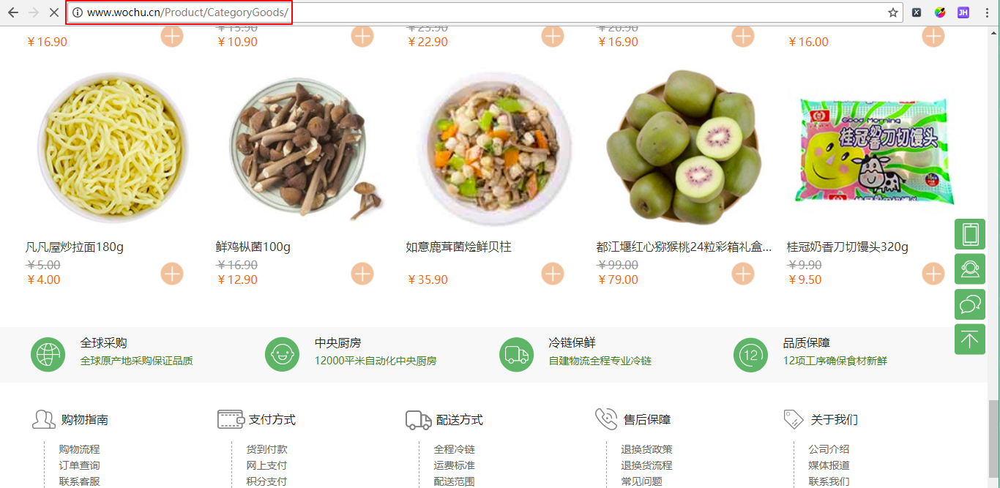 www.wochu.cn/Product/CategoryGoods/
JH
¥15.90 ¥23.90 ¥20.90
¥16.90 ¥10.90 ¥22.90 ¥16.90 ¥16.00
Good Morning
桂冠奶香刀切馒头
凡凡屋炒拉面180g 鲜鸡枞菌100g 如意鹿茸菌烩鲜贝柱 都江堰红心猕猴桃24粒彩箱礼盒... 桂冠奶香刀切馒头320g
¥5.00 ¥16.90 ¥99.00 ¥9.90
¥4.00 ¥12.90 ¥35.90 ¥79.00 ¥9.50
全球采购 中央厨房 冷链保鲜 品质保障
全球原产地采购保证品质 12000平米自动化中央厨房 自建物流全程专业冷链 12 12项工序确保食材新鲜
购物指南 支付方式 配送方式 售后保障 关于我们
购物流程 货到付款 全程冷链 退换货政策 公司介绍
订单查询 网上支付 运费标准 退换货流程 媒体报道
联系客服 积分支付 配送范围 常见问题 联系我们